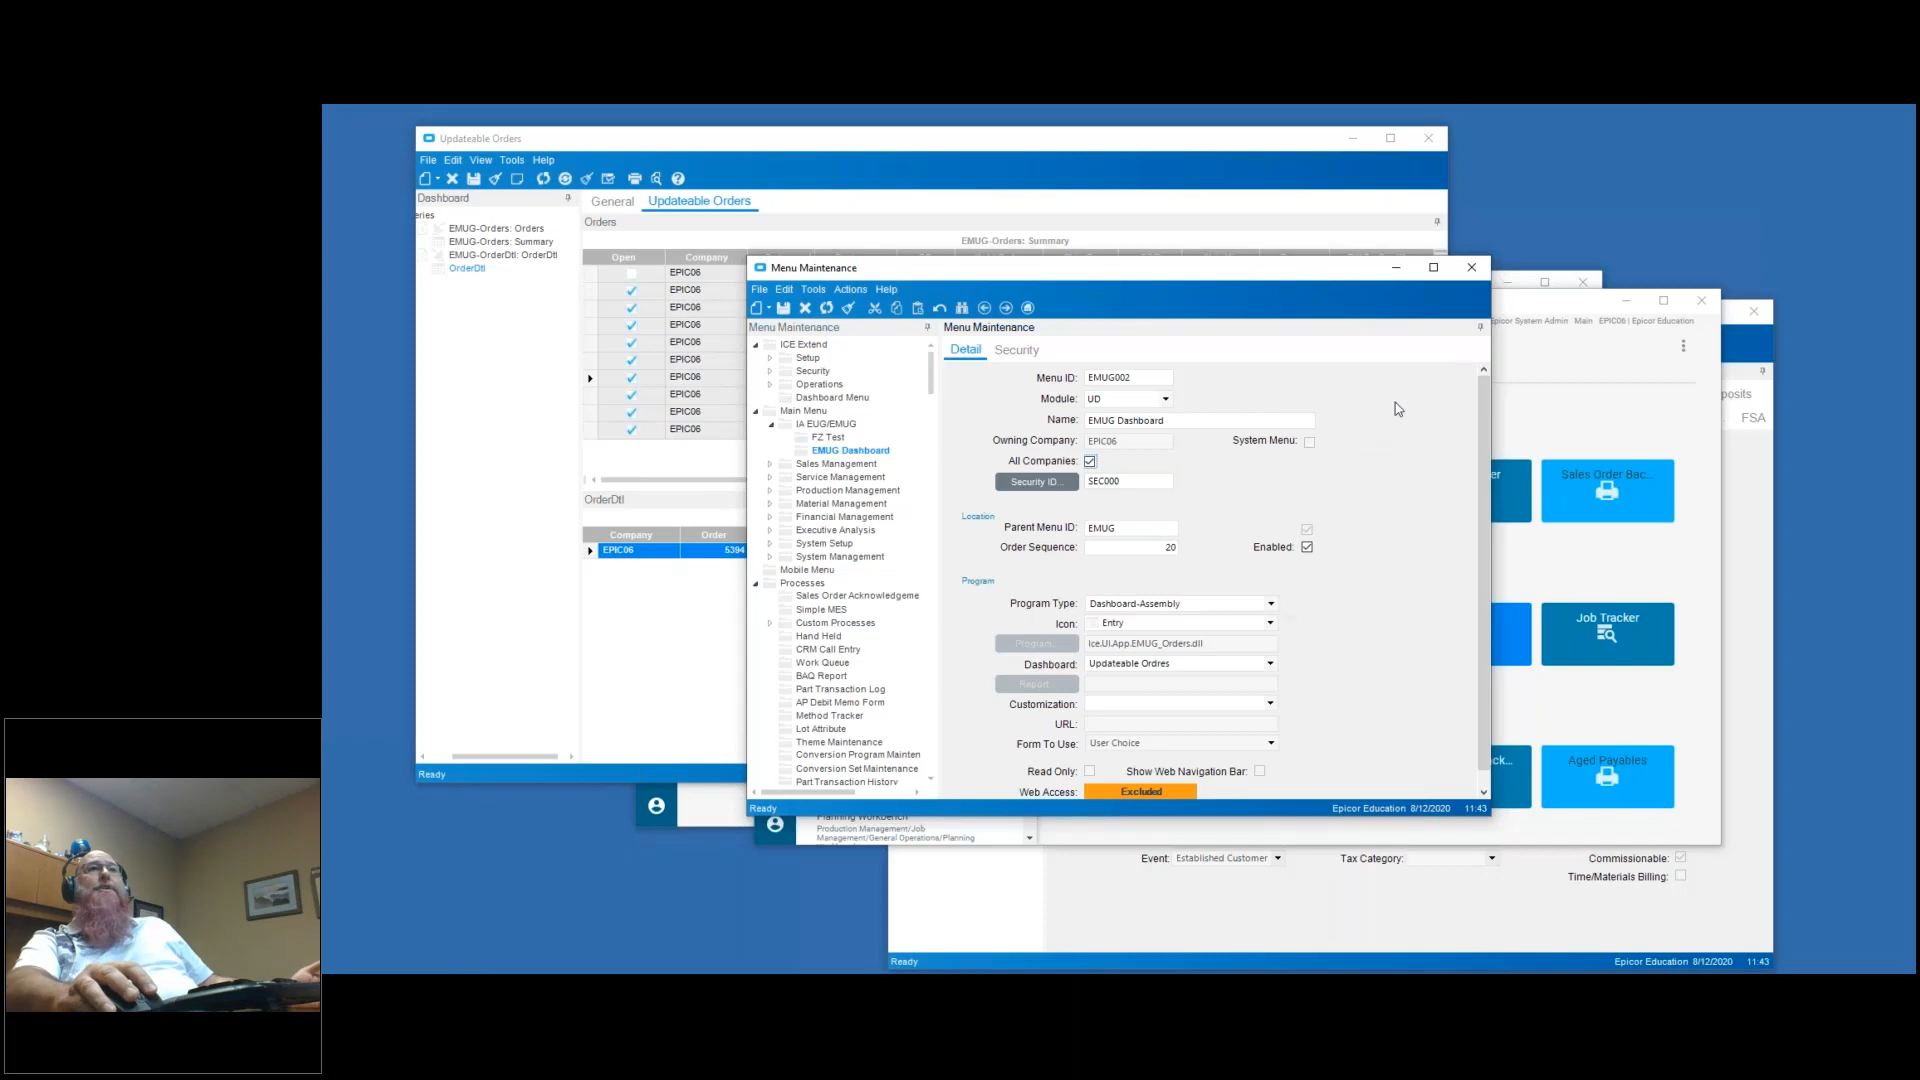 Updateable Orders
File Edit View Tools Help
Dashboard
General Updateable Orders
eries
EMUG-Orders: Orders
EMUG-Orders: Summary
EMUG-OrderDtl: OrderDtl
OrderDtl
Orders
EMUG-Orders: Summary
Open Company
EPIC06
EPIC06
EPIC06
EPIC06
EPIC06
EPIC06
EPIC06
EPIC06
EPIC06
EPIC06
OrderDtl
Company Order
EPIC06 5394
Ready
Menu Maintenance
File Edit Tools Actions Help
Menu Maintenance
ICE Extend
Setup
Security
Operations
Dashboard Menu
Main Menu
IA EUG/EMUG
FZ Test
EMUG Dashboard
Sales Management
Service Management
Production Management
Material Management
Financial Management
Executive Analysis
System Setup
System Management
Mobile Menu
Processes
Sales Order Acknowledgeme
Simple MES
Custom Processes
Hand Held
CRM Call Entry
Work Queue
BAQ Report
Part Transaction Log
AP Debit Memo Form
Method Tracker
Lot Attribute
Theme Maintenance
Conversion Program Mainten
Conversion Set Maintenance
Part Transaction History
Menu Maintenance
Detail Security
Menu ID: EMUG002
Module: UD
Name: EMUG Dashboard
Owning Company: EPIC06 System Menu:
All Companies:
Security ID... SEC000
Location
Parent Menu ID: EMUG
Order Sequence: 20 Enabled:
Program
Program Type: Dashboard-Assembly
Icon: Entry
Program... Ice.UI.App.EMUG_Orders.dll
Dashboard: Updateable Ordres
Report...
Customization:
URL:
Form To Use: User Choice
Read Only: Show Web Navigation Bar:
Web Access: Excluded
Ready Epicor Education 8/12/2020 11:43
Epicor System Admin Main EPIC06 | Epicor Education
er
Sales Order Bac...
Job Tracker
ck...
Aged Payables
posits
FSA
Planning Workbench
Production Management/Job
Management/General Operations/Planning
Event: Established Customer Tax Category: Commissionable:
Time/Materials Billing:
Ready Epicor Education 8/12/2020 11:43